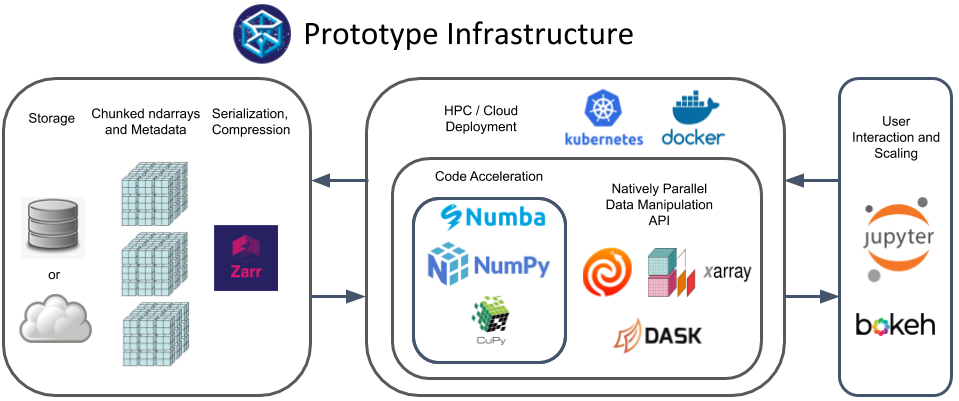 Prototype Infrastructure
Storage
Chunked ndarrays
and Metadata
Serialization,
Compression
or
Zarr
HPC / Cloud
Deployment
kubernetes
docker
Code Acceleration
Numba
NumPy
CuPy
Natively Parallel
Data Manipulation
API
xarray
DASK
User
Interaction and
Scaling
jupyter
bokeh